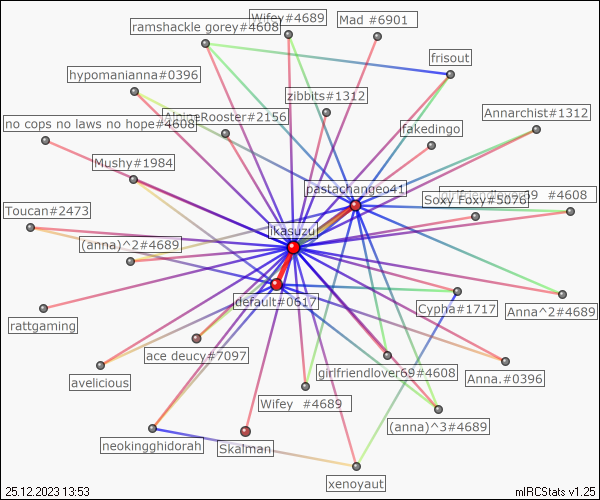 Wifey#4689
Mad #6901
ramshackle gorey#4608
frisout
hypomanianna#0396
zibbits#1312
Annarchist#1312
AlpineRooster#2156
no cops no laws no hope#4608
fakedingo
Mushy#1984
pastachangeo41
#4608
Soxy Foxy#5076
Toucan#2473
ikasuzu
(anna)^2#4689
default#0617
Cypha#1717
Anna^2#4689
rattgaming
ace deucy#7097
girlfriendlover69#4608
Anna.#0396
avelicious
Wifey #4689
(anna)^3#4689
neokingghidorah
Skalman
xenoyaut
25.12.2023 13:53
mIRCStats v1.25